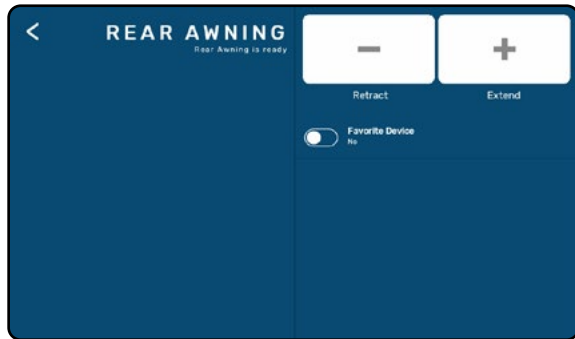 REAR AWNING
Rear Awning is ready
Retract
Extend
Favorite Device
No